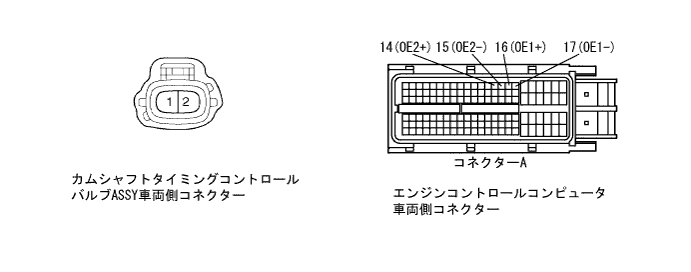 14(OE2+) 15(OE2-) 16(OE1+) 17(OE1-)
1 2
コネクターA
カムシャフトタイミングコントロール
バルブASSY車両側コネクター
エンジンコントロールコンピュータ
車両側コネクター